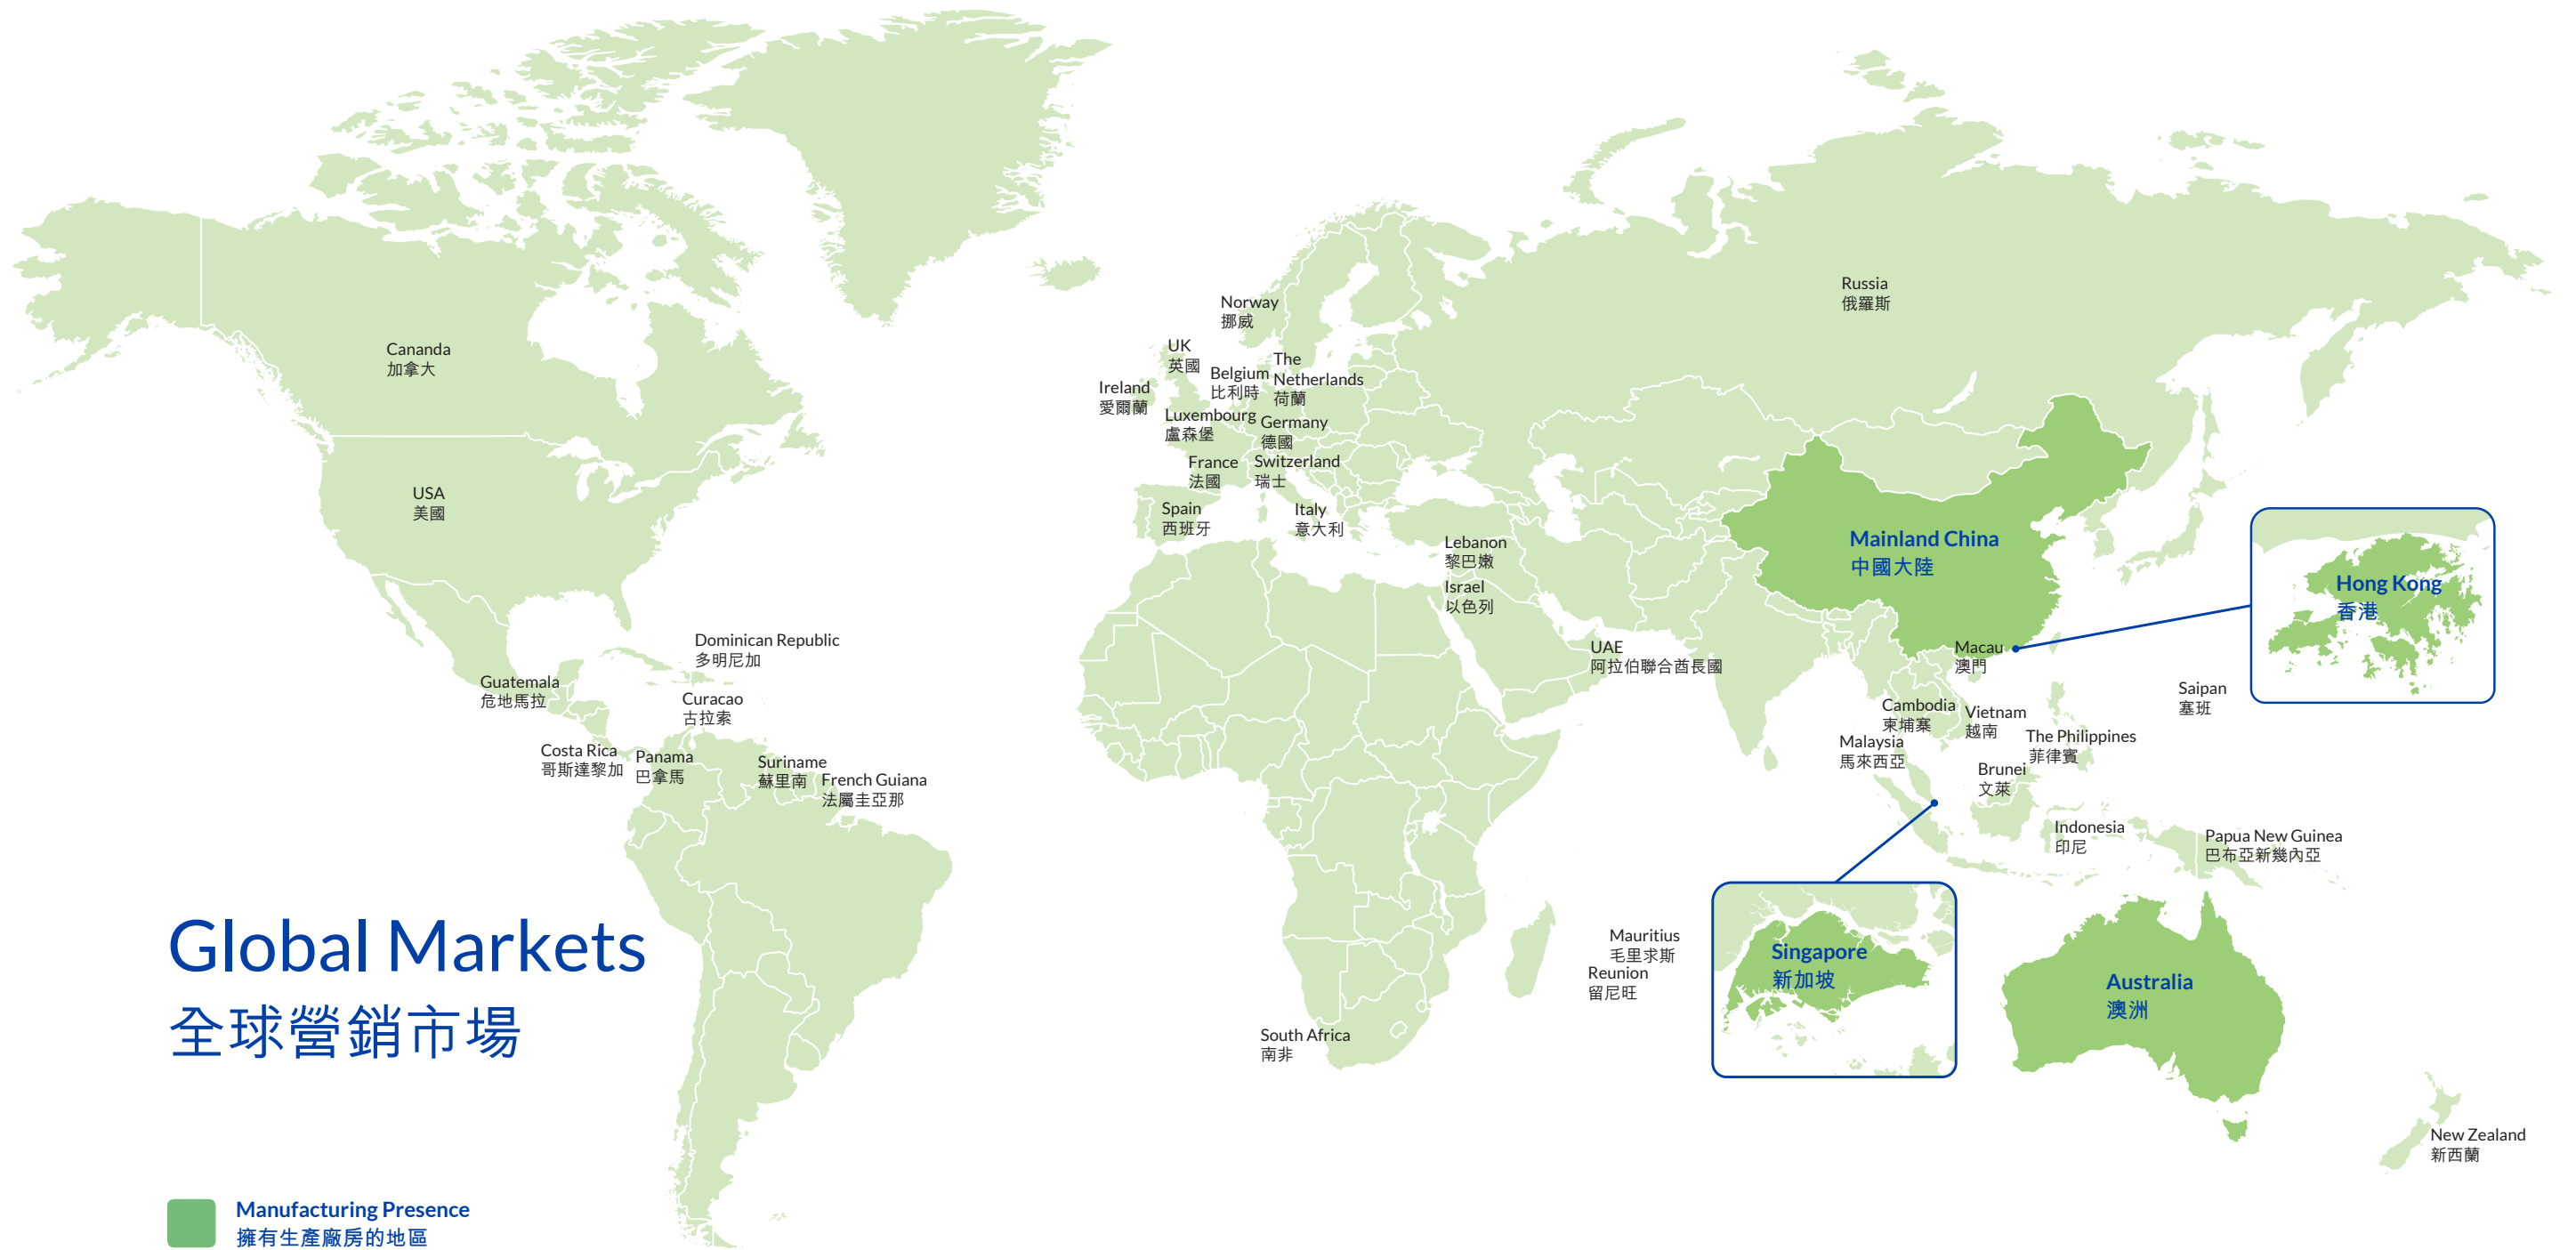 Russia
俄羅斯
Norway
挪威
UK
英國
The
Netherlands
荷蘭
Belgium
比利時
Ireland
愛爾蘭
Luxembourg
盧森堡
Germany
德國
France
法國
Switzerland
瑞士
Spain
西班牙
Italy
意大利
Cananda
加拿大
USA
美國
Lebanon
黎巴嫩
Israel
以色列
Mainland China
中國大陸
Hong Kong
香港
Dominican Republic
多明尼加
UAE
阿拉伯聯合酋長國
Macau
澳門
Guatemala
危地馬拉
Curacao
古拉索
Saipan
塞班
Cambodia
柬埔寨
Vietnam
越南
Malaysia
馬來西亞
The Philippines
菲律賓
Costa Rica
哥斯達黎加
Panama
巴拿馬
Suriname
蘇里南
French Guiana
法屬圭亞那
Brunei
文萊
Indonesia
印尼
Papua New Guinea
巴布亞新幾內亞
Mauritius
毛里求斯
Reunion
留尼旺
Singapore
新加坡
Australia
澳洲
South Africa
南非
New Zealand
新西蘭
Global Markets
全球營銷市場
Manufacturing Presence
擁有生產廠房的地區